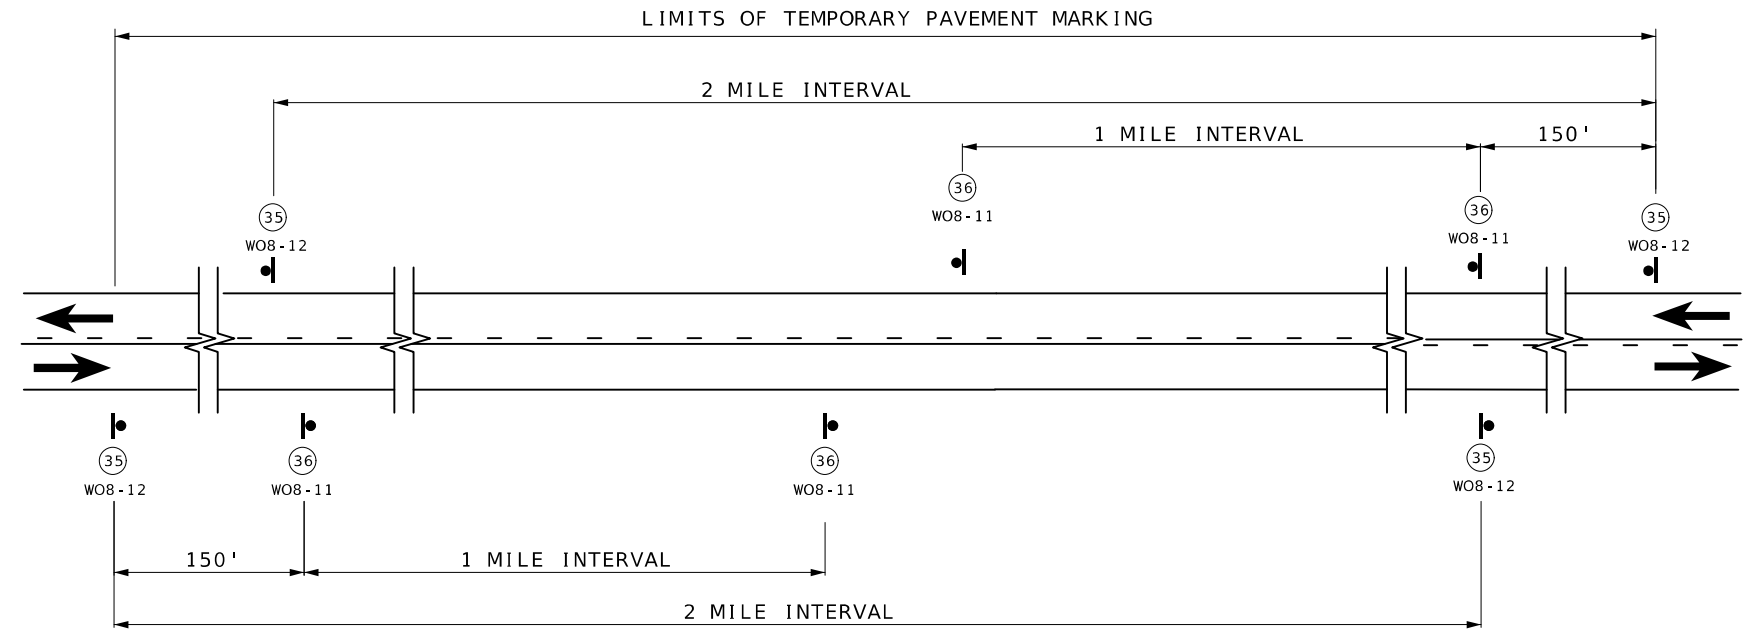 LIMITS OF TEMPORARY PAVEMENT MARKING
2 MILE INTERVAL
1 MILE INTERVAL
150'
36
WO8-11
35
WO8-12
36
WO8-11
35
WO8-12
35
WO8-12
36
WO8-11
36
WO8-11
35
WO8-12
150'
1 MILE INTERVAL
2 MILE INTERVAL